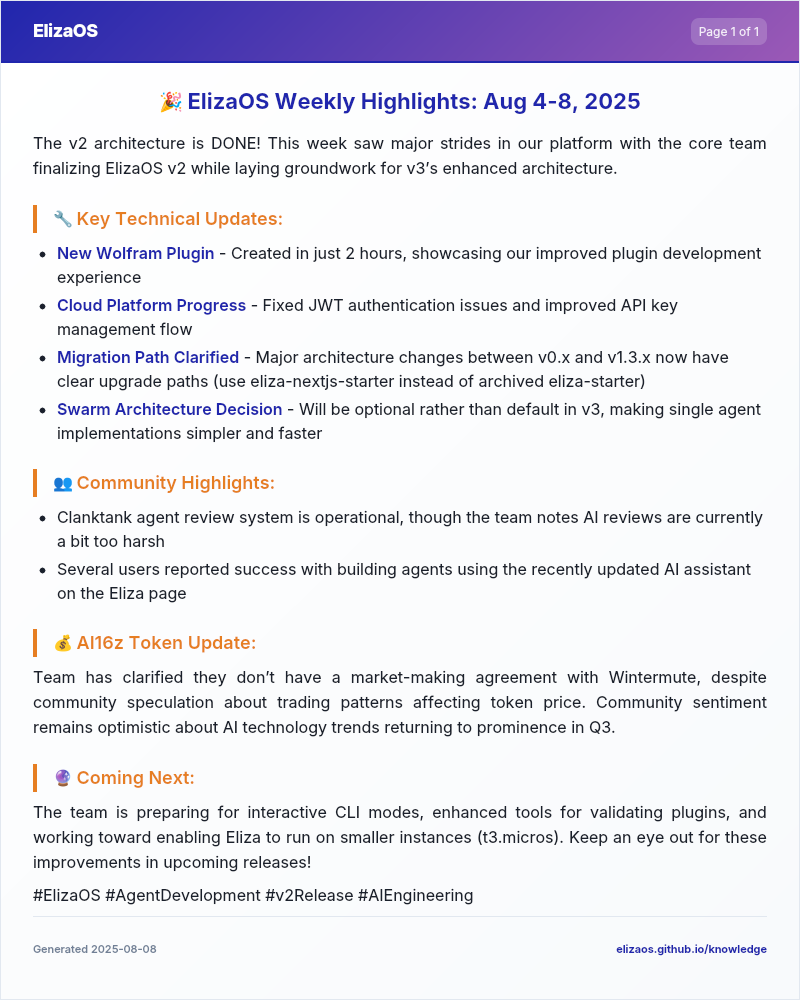 ElizaOS
Page 1 of 1
🎉 ElizaOS Weekly Highlights: Aug 4-8, 2025
The v2 architecture is DONE! This week saw major strides in our platform with the core team
finalizing ElizaOS v2 while laying groundwork for v3's enhanced architecture.
🔧 Key Technical Updates:
• New Wolfram Plugin - Created in just 2 hours, showcasing our improved plugin development
experience
• Cloud Platform Progress - Fixed JWT authentication issues and improved API key
management flow
• Migration Path Clarified - Major architecture changes between v0.x and v1.3.x now have
clear upgrade paths (use eliza-nextjs-starter instead of archived eliza-starter)
• Swarm Architecture Decision - Will be optional rather than default in v3, making single agent
implementations simpler and faster
👥 Community Highlights:
• Clanktank agent review system is operational, though the team notes AI reviews are currently
a bit too harsh
• Several users reported success with building agents using the recently updated AI assistant
on the Eliza page
💰 AI16z Token Update:
Team has clarified they don't have a market-making agreement with Wintermute, despite
community speculation about trading patterns affecting token price. Community sentiment
remains optimistic about AI technology trends returning to prominence in Q3.
🔮 Coming Next:
The team is preparing for interactive CLI modes, enhanced tools for validating plugins, and
working toward enabling Eliza to run on smaller instances (t3.micros). Keep an eye out for these
improvements in upcoming releases!
#ElizaOS #AgentDevelopment #v2Release #AIEngineering
Generated 2025-08-08
elizaos.github.io/knowledge